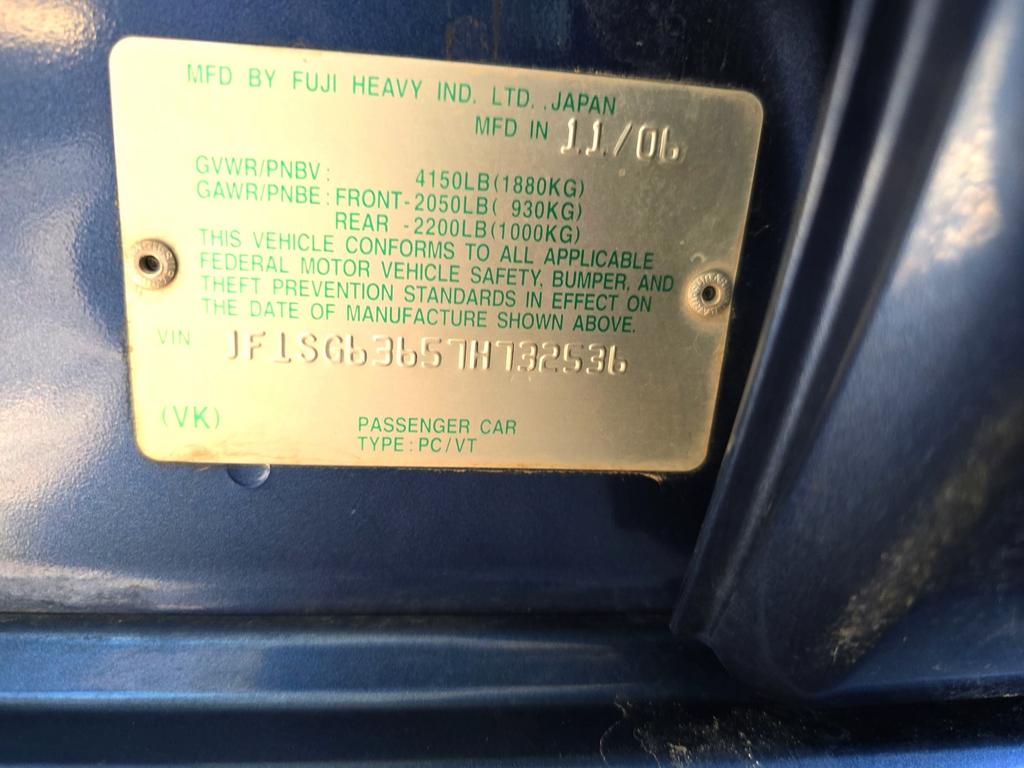 MFD BY FUJI HEAVY IND. LTD. JAPAN
MFD IN 11/06
GVWR/PNBV: 4150LB(1880KG)
GAWR/PNBE: FRONT-2050LB( 930KG)
REAR -2200LB(1000KG)
THIS VEHICLE CONFORMS TO ALL APPLICABLE
FEDERAL MOTOR VEHICLE SAFETY, BUMPER, AND
THEFT PREVENTION STANDARDS IN EFFECT ON
THE DATE OF MANUFACTURE SHOWN ABOVE.
VIN JF1SG63657H732536
(VK) PASSENGER CAR
TYPE: PC/VT